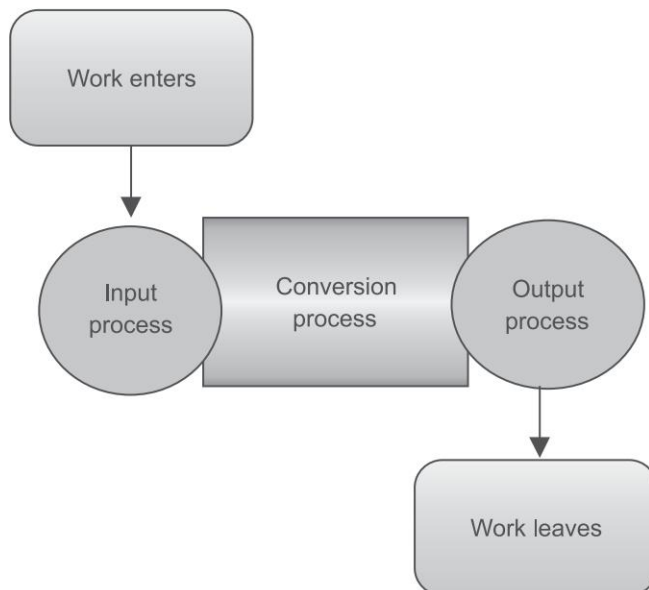 Work enters
Input
process
Conversion
process
Output
process
Work leaves